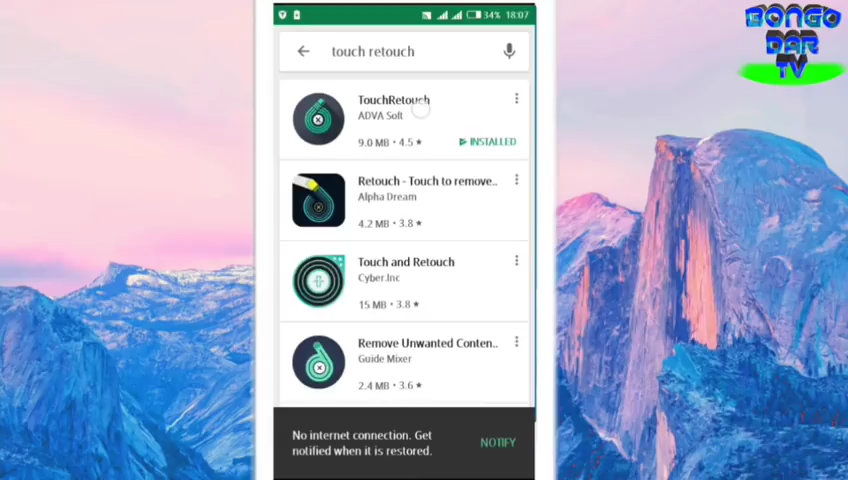 34% 18:07
BONGO
DAR
TV
touch retouch
TouchRetouch
ADVA Soft
9.0 MB • 4.5 ★
INSTALLED
Retouch - Touch to remove..
Alpha Dream
4.2 MB • 3.8 ★
Touch and Retouch
Cyber.Inc
15 MB • 3.8 ★
Remove Unwanted Conten..
Guide Mixer
2.4 MB • 3.6 ★
No internet connection. Get
notified when it is restored.
NOTIFY